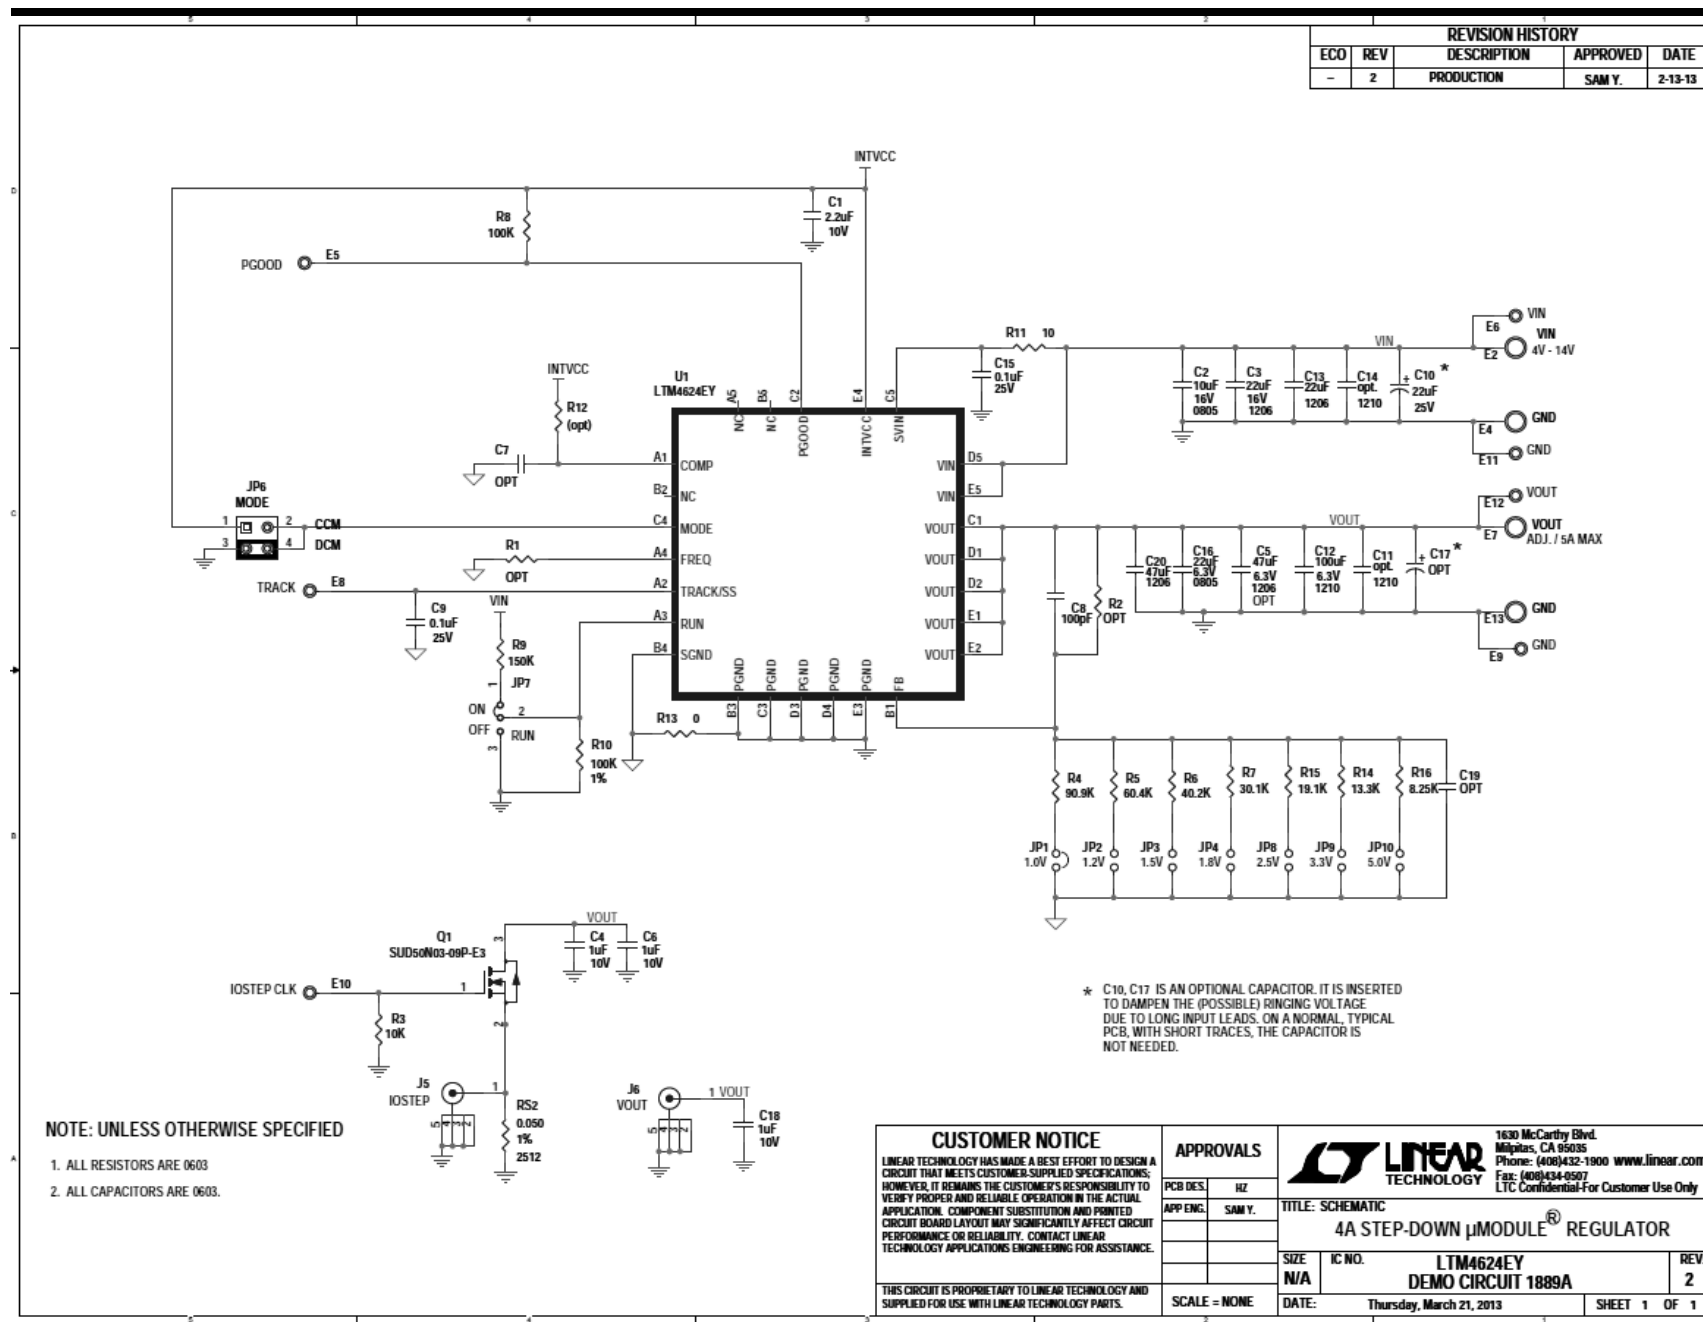 REVISION HISTORY
ECO REV DESCRIPTION APPROVED DATE
– 2 PRODUCTION SAM Y. 2-13-13
INTVCC
C1
2.2uF
10V
R8
100K
PGOOD E5
R11 10
C15
0.1uF
25V
VIN
E6
VIN
4V - 14V
E2
VIN
C2
10uF
16V
0805
C3
22uF
16V
1206
C13
22uF
1206
C14
opt.
1210
+ C10 *
22uF
25V
E4 GND
E11 GND
INTVCC
R12
(opt)
C7
OPT
U1
LTM4624EY
A5 B5 C2 E4 C5
NC NC PGOOD INTVCC SVIN
A1 COMP
B2 NC
C4 MODE
A4 FREQ
A2 TRACK/SS
A3 RUN
B4 SGND
VIN D5
VIN E5
VOUT C1
VOUT D1
VOUT D2
VOUT E1
VOUT E2
PGND PGND PGND PGND PGND FB
B3 C3 D3 D4 E3 B1
JP6
MODE
1 2 CCM
3 4 DCM
R1
OPT
TRACK E8
C9
0.1uF
25V
VIN
R9
150K
1 JP7
ON 2
OFF RUN
3
R10
100K
1%
R13 0
E12 VOUT
VOUT
E7 VOUT
ADJ. / 5A MAX
C8
100pF
R2
OPT
C20
47uF
1206
C16
22uF
6.3V
0805
C5
47uF
6.3V
1206
OPT
C12
100uF
6.3V
1210
C11
opt.
1210
+ C17 *
OPT
E13 GND
E9 GND
R4
90.9K
R5
60.4K
R6
40.2K
R7
30.1K
R15
19.1K
R14
13.3K
R16
8.25K
C19
OPT
JP1
1.0V
JP2
1.2V
JP3
1.5V
JP4
1.8V
JP8
2.5V
JP9
3.3V
JP10
5.0V
VOUT
Q1
SUD50N03-09P-E3
3
C4
1uF
10V
C6
1uF
10V
IOSTEP CLK E10
1
2
R3
10K
J5
IOSTEP
1
5 4 3 2
RS2
0.050
1%
2512
J6
VOUT
1 VOUT
5 4 3 2
C18
1uF
10V
* C10, C17 IS AN OPTIONAL CAPACITOR. IT IS INSERTED
TO DAMPEN THE (POSSIBLE) RINGING VOLTAGE
DUE TO LONG INPUT LEADS. ON A NORMAL, TYPICAL
PCB, WITH SHORT TRACES, THE CAPACITOR IS
NOT NEEDED.
NOTE: UNLESS OTHERWISE SPECIFIED
1. ALL RESISTORS ARE 0603
2. ALL CAPACITORS ARE 0603.
CUSTOMER NOTICE
LINEAR TECHNOLOGY HAS MADE A BEST EFFORT TO DESIGN A
CIRCUIT THAT MEETS CUSTOMER-SUPPLIED SPECIFICATIONS;
HOWEVER, IT REMAINS THE CUSTOMER'S RESPONSIBILITY TO
VERIFY PROPER AND RELIABLE OPERATION IN THE ACTUAL
APPLICATION. COMPONENT SUBSTITUTION AND PRINTED
CIRCUIT BOARD LAYOUT MAY SIGNIFICANTLY AFFECT CIRCUIT
PERFORMANCE OR RELIABILITY. CONTACT LINEAR
TECHNOLOGY APPLICATIONS ENGINEERING FOR ASSISTANCE.
THIS CIRCUIT IS PROPRIETARY TO LINEAR TECHNOLOGY AND
SUPPLIED FOR USE WITH LINEAR TECHNOLOGY PARTS.
APPROVALS
PCB DES. HZ
APP ENG. SAM Y.
SCALE = NONE
LINEAR
TECHNOLOGY
1630 McCarthy Blvd.
Milpitas, CA 95035
Phone: (408)432-1900 www.linear.com
Fax: (408)434-0507
LTC Confidential-For Customer Use Only
TITLE: SCHEMATIC
4A STEP-DOWN µMODULE® REGULATOR
SIZE IC NO. REV.
N/A LTM4624EY 2
DEMO CIRCUIT 1889A
DATE: Thursday, March 21, 2013 SHEET 1 OF 1